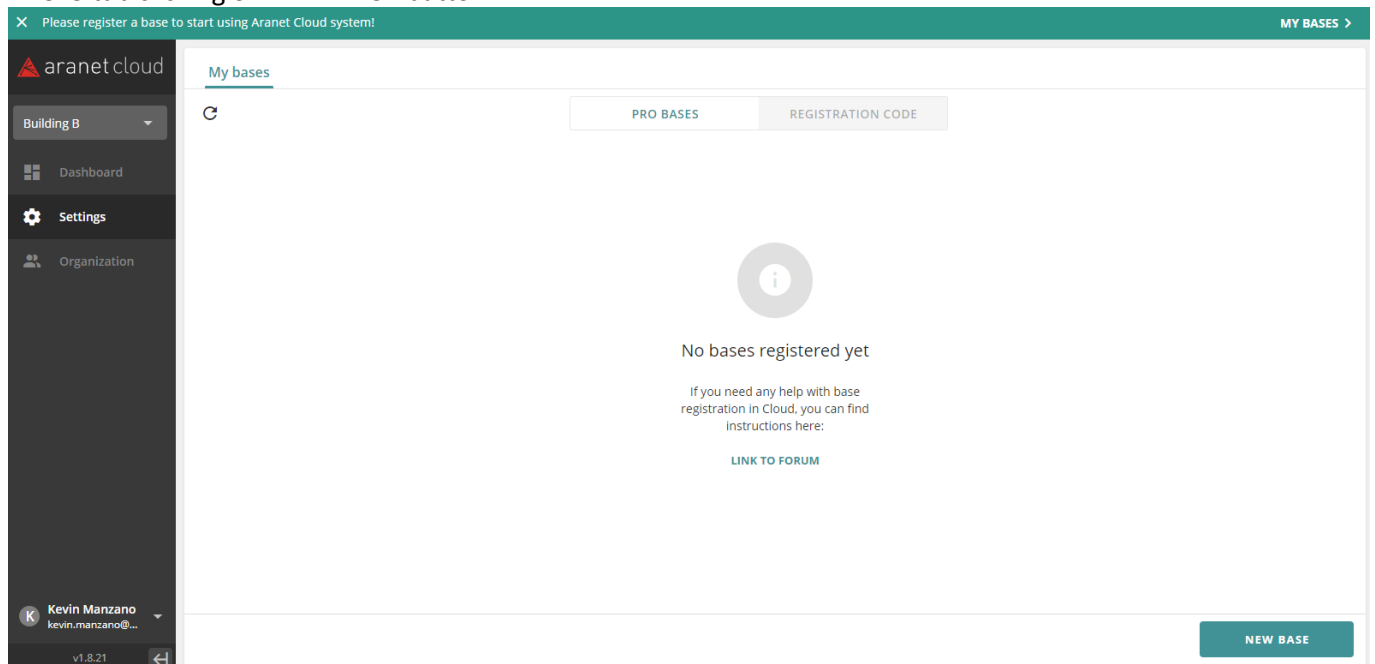 Please register a base to start using Aranet Cloud system!
MY BASES >
aranet cloud
My bases
Building B
PRO BASES
REGISTRATION CODE
Dashboard
Settings
Organization
No bases registered yet
If you need any help with base
registration in Cloud, you can find
instructions here:
LINK TO FORUM
K
Kevin Manzano
kevin.manzano@...
NEW BASE
v1.8.21